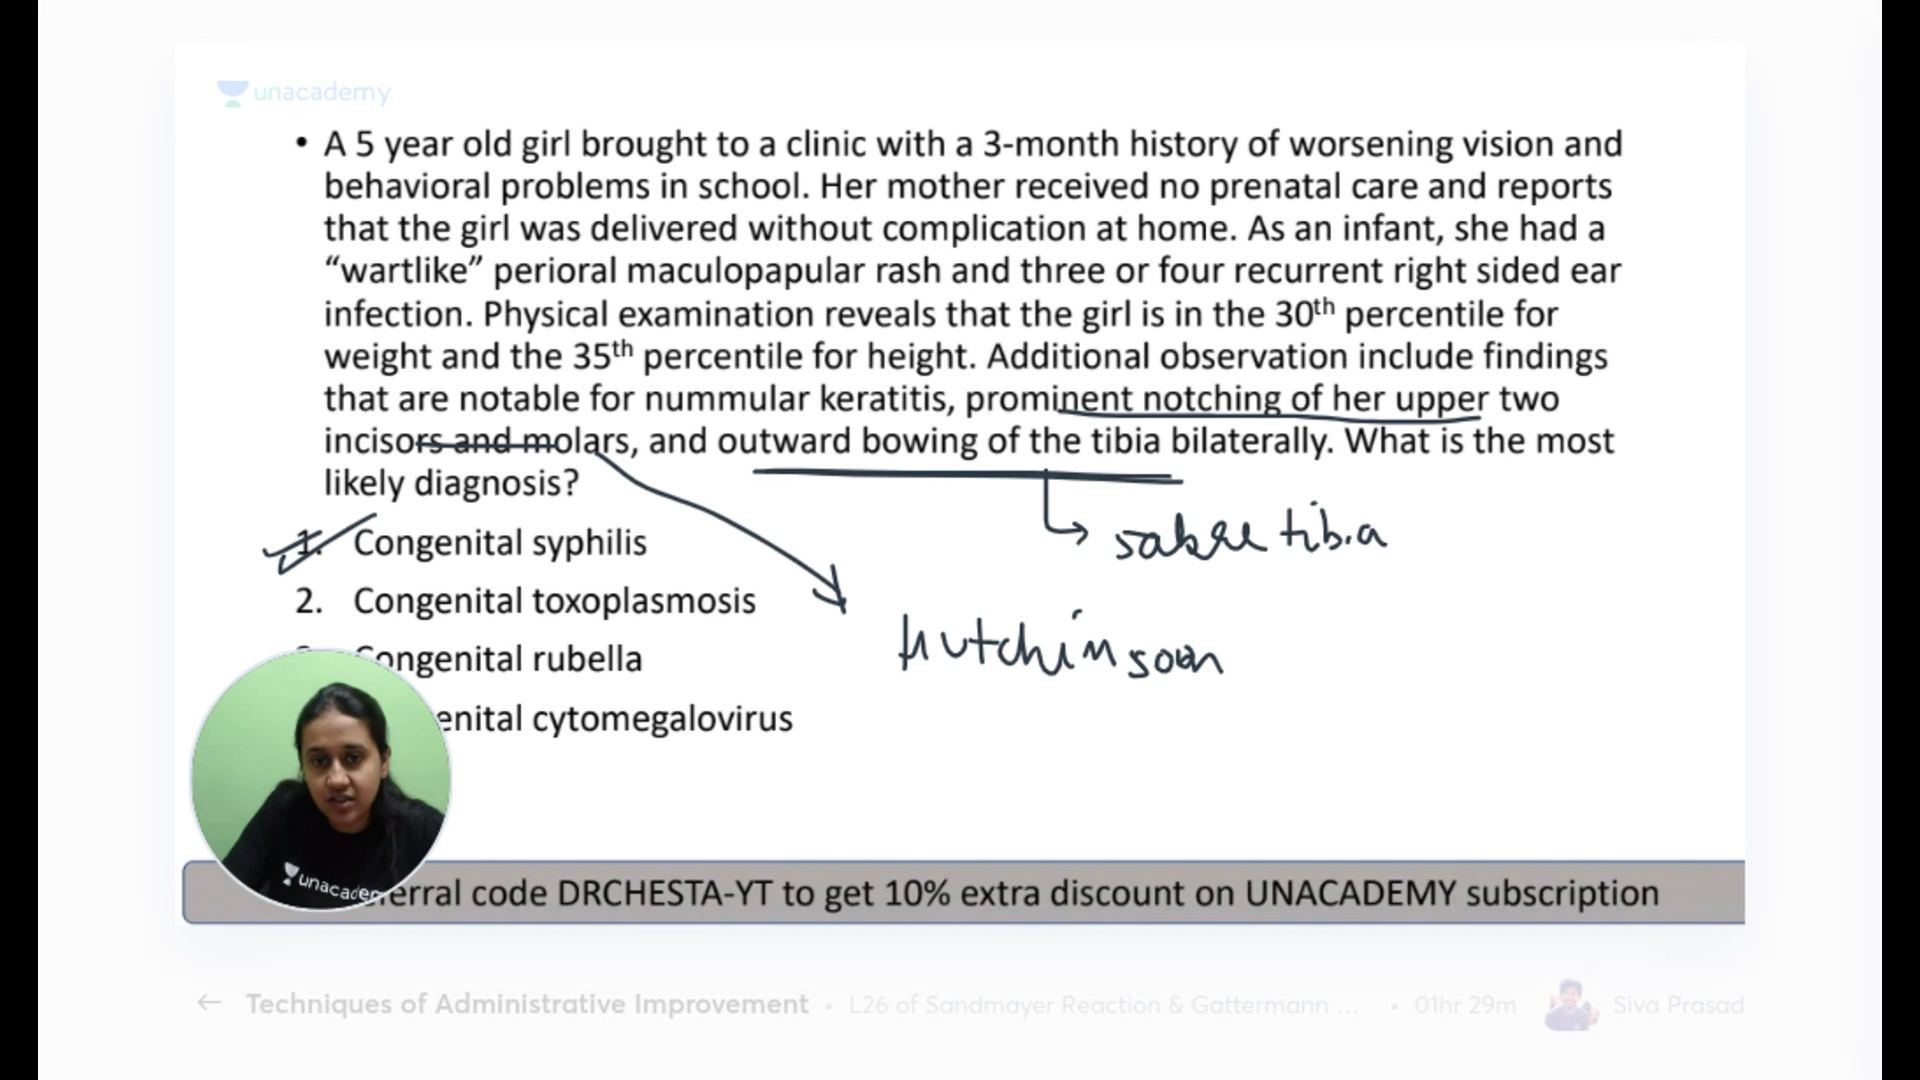 unacademy
• A 5 year old girl brought to a clinic with a 3-month history of worsening vision and
behavioral problems in school. Her mother received no prenatal care and reports
that the girl was delivered without complication at home. As an infant, she had a
“wartlike” perioral maculopapular rash and three or four recurrent right sided ear
infection. Physical examination reveals that the girl is in the 30th percentile for
weight and the 35th percentile for height. Additional observation include findings
that are notable for nummular keratitis, prominent notching of her upper two
incisors and molars, and outward bowing of the tibia bilaterally. What is the most
likely diagnosis?
1. Congenital syphilis
sabre tibia
2. Congenital toxoplasmosis
Hutchinson
Congenital rubella
enital cytomegalovirus
unacade
erral code DRCHESTA-YT to get 10% extra discount on UNACADEMY subscription
← Techniques of Administrative Improvement • L26 of Sandmayer Reaction & Gattermann ... • 01hr 29m Siva Prasad